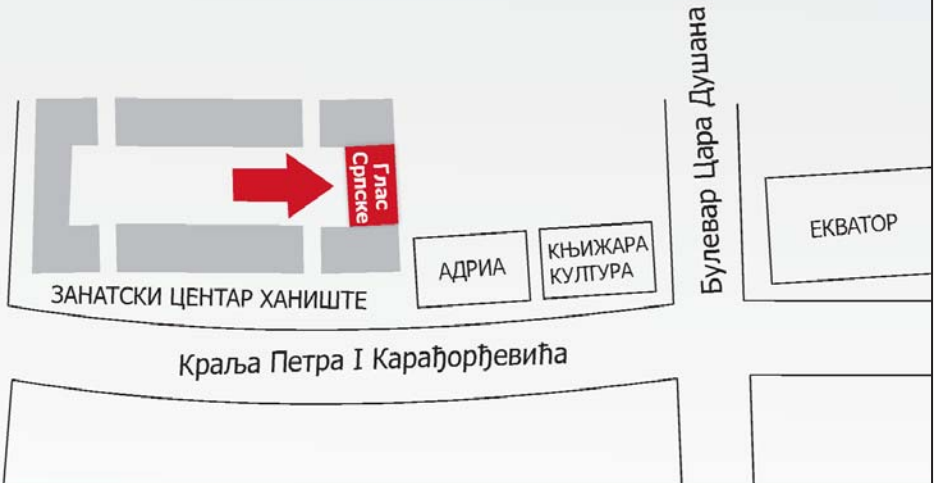 Глас
Српске
АДРИА
КЊИЖАРА
КУЛТУРА
ЕКВАТОР
Булевар Цара Душана
ЗАНАТСКИ ЦЕНТАР ХАНИШТЕ
Краља Петра I Карађорђевића